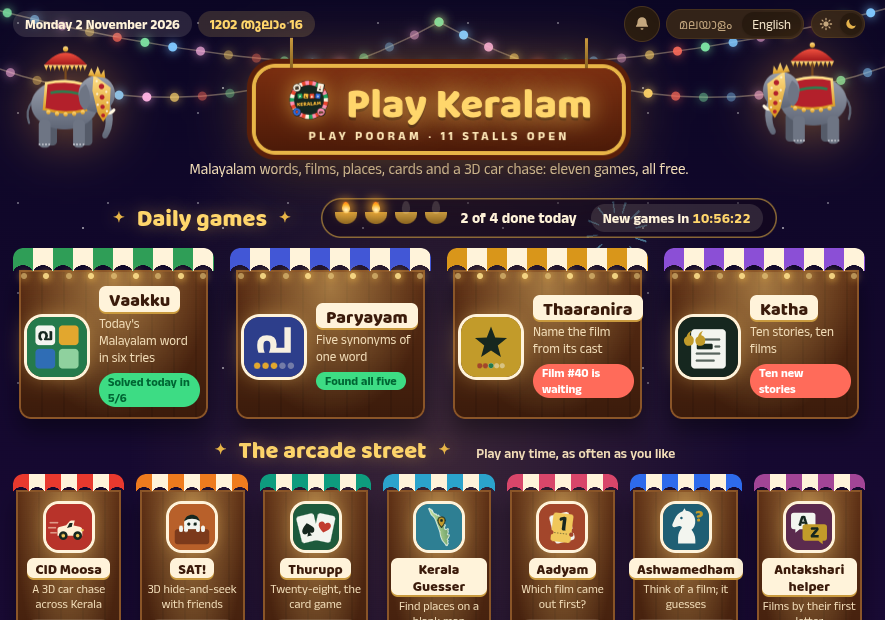 Monday 2 November 2026
1202 തുലാം 16
മലയാളം
English
KERALAM
Play Keralam
PLAY POORAM · 11 STALLS OPEN
Malayalam words, films, places, cards and a 3D car chase: eleven games, all free.
Daily games
2 of 4 done today
New games in 10:56:22
വ
Vaakku
Today's
Malayalam word
in six tries
Solved today in
5/6
പ
Paryayam
Five synonyms of
one word
Found all five
Thaaranira
Name the film
from its cast
Film #40 is
waiting
Katha
Ten stories, ten
films
Ten new
stories
The arcade street
Play any time, as often as you like
CID Moosa
A 3D car chase
across Kerala
SAT!
3D hide-and-seek
with friends
Thurupp
Twenty-eight, the
card game
Kerala
Guesser
Find places on a
blank map
1
Aadyam
Which film came
out first?
?
Ashwamedham
Think of a film; it
guesses
A
Z
Antakshari
helper
Films by their first
letter